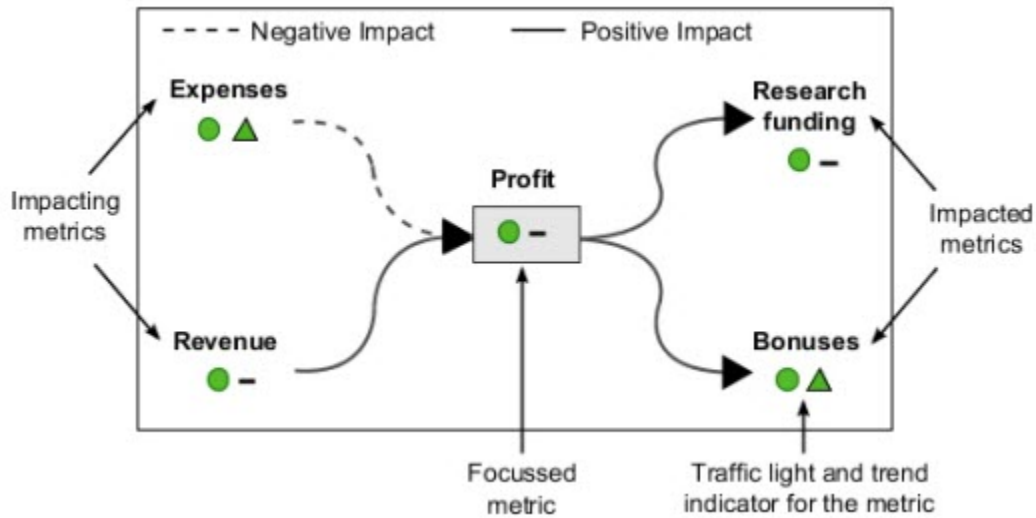 Negative Impact
Positive Impact
Expenses
Research
funding
Profit
Impacting
metrics
Impacted
metrics
Revenue
Bonuses
Focussed
metric
Traffic light and trend
indicator for the metric